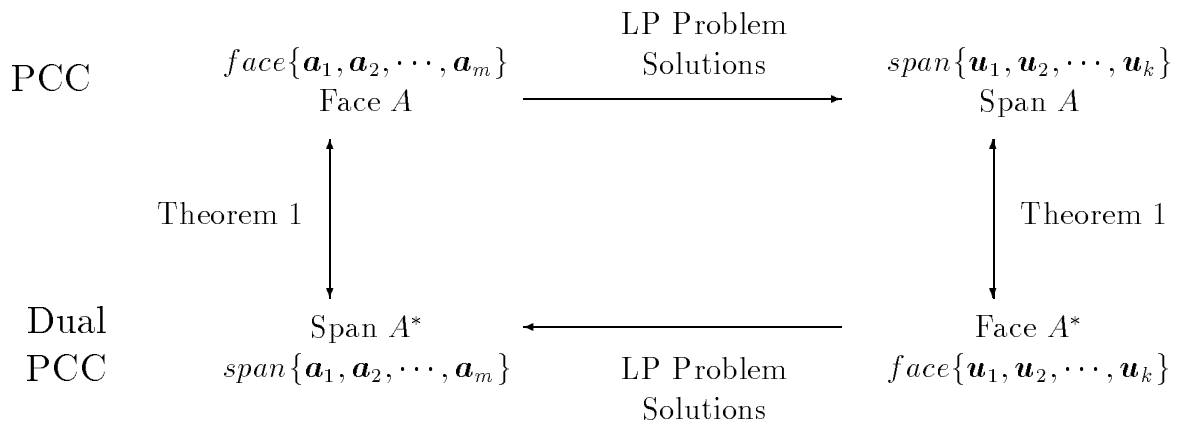 LP Problem
Solutions
PCC
face{a₁, a₂, ⋯, aₘ}
Face A
span{u₁, u₂, ⋯, uₖ}
Span A
Theorem 1
Theorem 1
Dual
PCC
Span A*
span{a₁, a₂, ⋯, aₘ}
LP Problem
Solutions
Face A*
face{u₁, u₂, ⋯, uₖ}